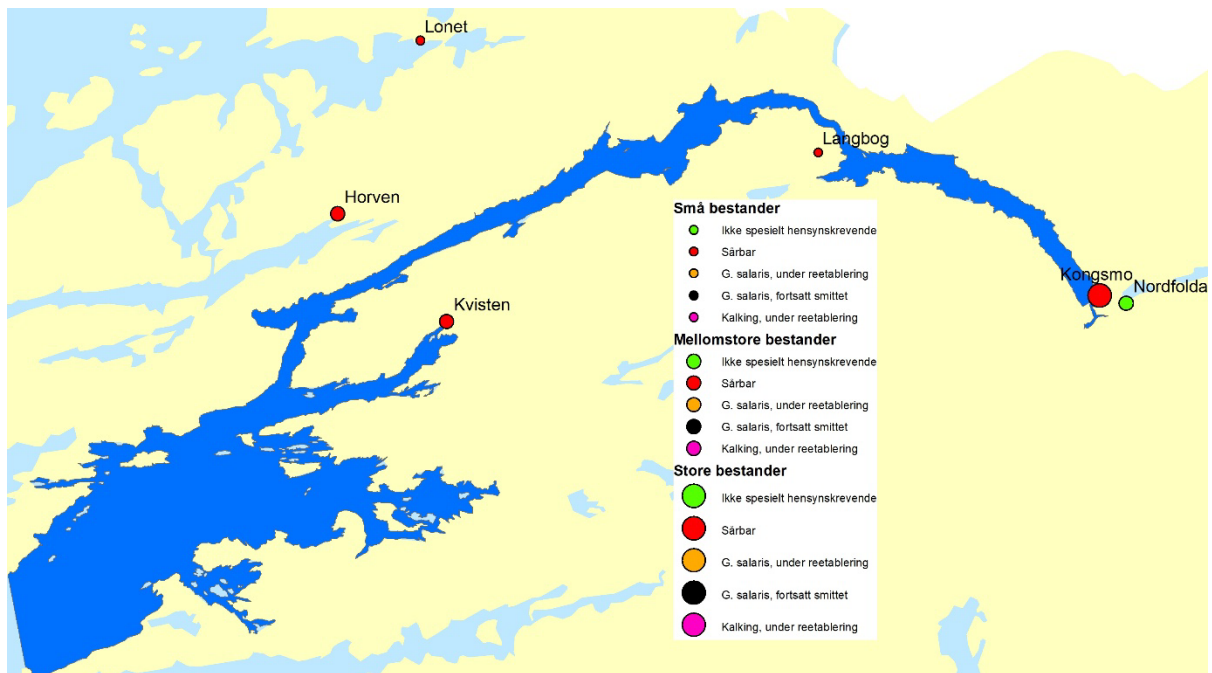 Lonet
Langbog
Horven
Kvisten
Kongsmo
Nordfolda
Små bestander
Ikke spesielt hensynskrevende
Sårbar
G. salaris, under reetablering
G. salaris, fortsatt smittet
Kalking, under reetablering
Mellomstore bestander
Ikke spesielt hensynskrevende
Sårbar
G. salaris, under reetablering
G. salaris, fortsatt smittet
Kalking, under reetablering
Store bestander
Ikke spesielt hensynskrevende
Sårbar
G. salaris, under reetablering
G. salaris, fortsatt smittet
Kalking, under reetablering